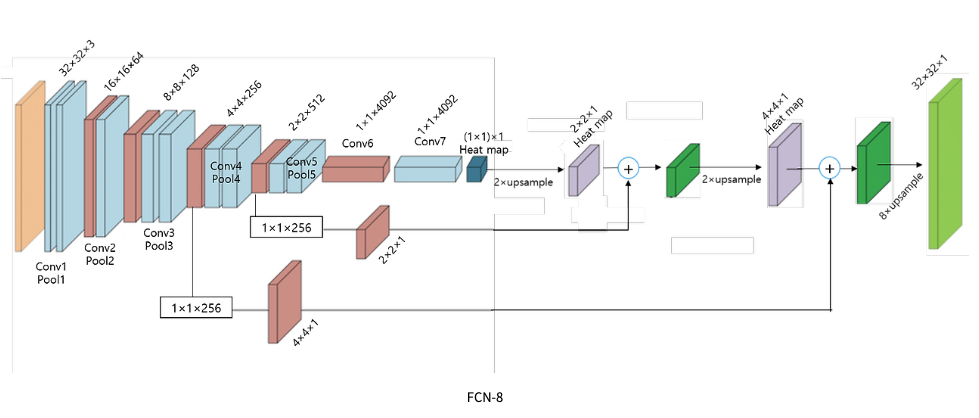 32×32×3
16×16×64
8×8×128
4×4×256
2×2×512
1×1×4092
1×1×4092
(1×1)×1
Heat map
2×2×1
Heat map
4×4×1
Heat map
32×32×1
Conv1
Pool1
Conv2
Pool2
Conv3
Pool3
Conv4
Pool4
Conv5
Pool5
Conv6
Conv7
2×upsample
+
2×upsample
+
8×upsample
1×1×256
2×2×1
1×1×256
4×4×1
FCN-8